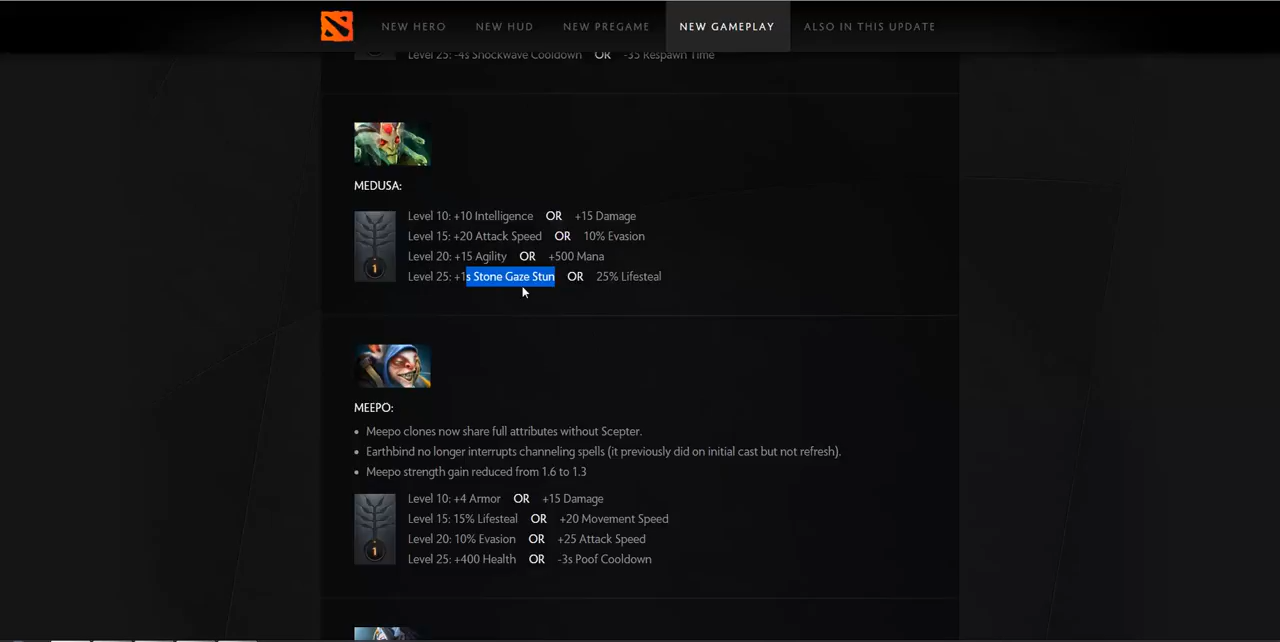 NEW HERO NEW HUD NEW PREGAME NEW GAMEPLAY ALSO IN THIS UPDATE
Level 25: -4s Shockwave Cooldown OR -35 Respawn Time
MEDUSA:
Level 10: +10 Intelligence OR +15 Damage
Level 15: +20 Attack Speed OR 10% Evasion
Level 20: +15 Agility OR +500 Mana
1 Level 25: +1s Stone Gaze Stun OR 25% Lifesteal
MEEPO:
• Meepo clones now share full attributes without Scepter.
• Earthbind no longer interrupts channeling spells (it previously did on initial cast but not refresh).
• Meepo strength gain reduced from 1.6 to 1.3
Level 10: +4 Armor OR +15 Damage
Level 15: 15% Lifesteal OR +20 Movement Speed
Level 20: 10% Evasion OR +25 Attack Speed
1 Level 25: +400 Health OR -3s Poof Cooldown